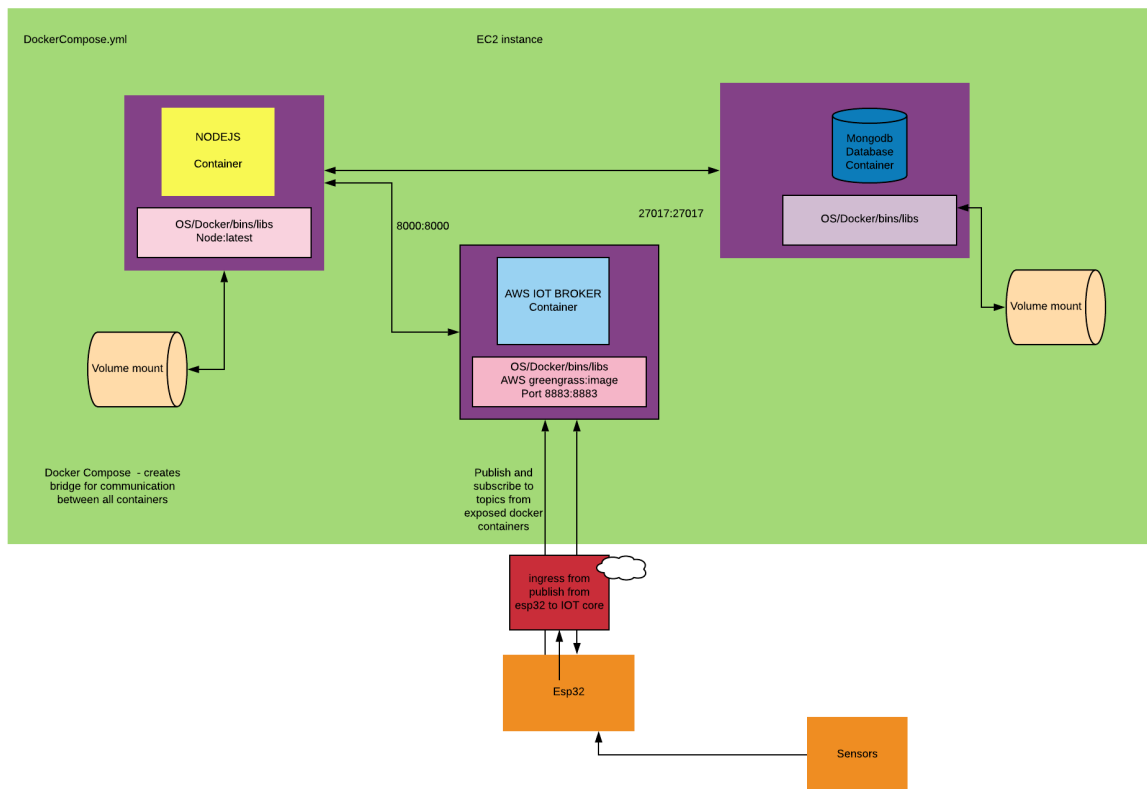 DockerCompose.yml
EC2 instance
NODEJS
Container
OS/Docker/bins/libs
Node:latest
Mongodb
Database
Container
OS/Docker/bins/libs
27017:27017
8000:8000
AWS IOT BROKER
Container
OS/Docker/bins/libs
AWS greengrass:image
Port 8883:8883
Volume mount
Volume mount
Docker Compose - creates
bridge for communication
between all containers
Publish and
subscribe to
topics from
exposed docker
containers
ingress from
publish from
esp32 to IOT core
Esp32
Sensors